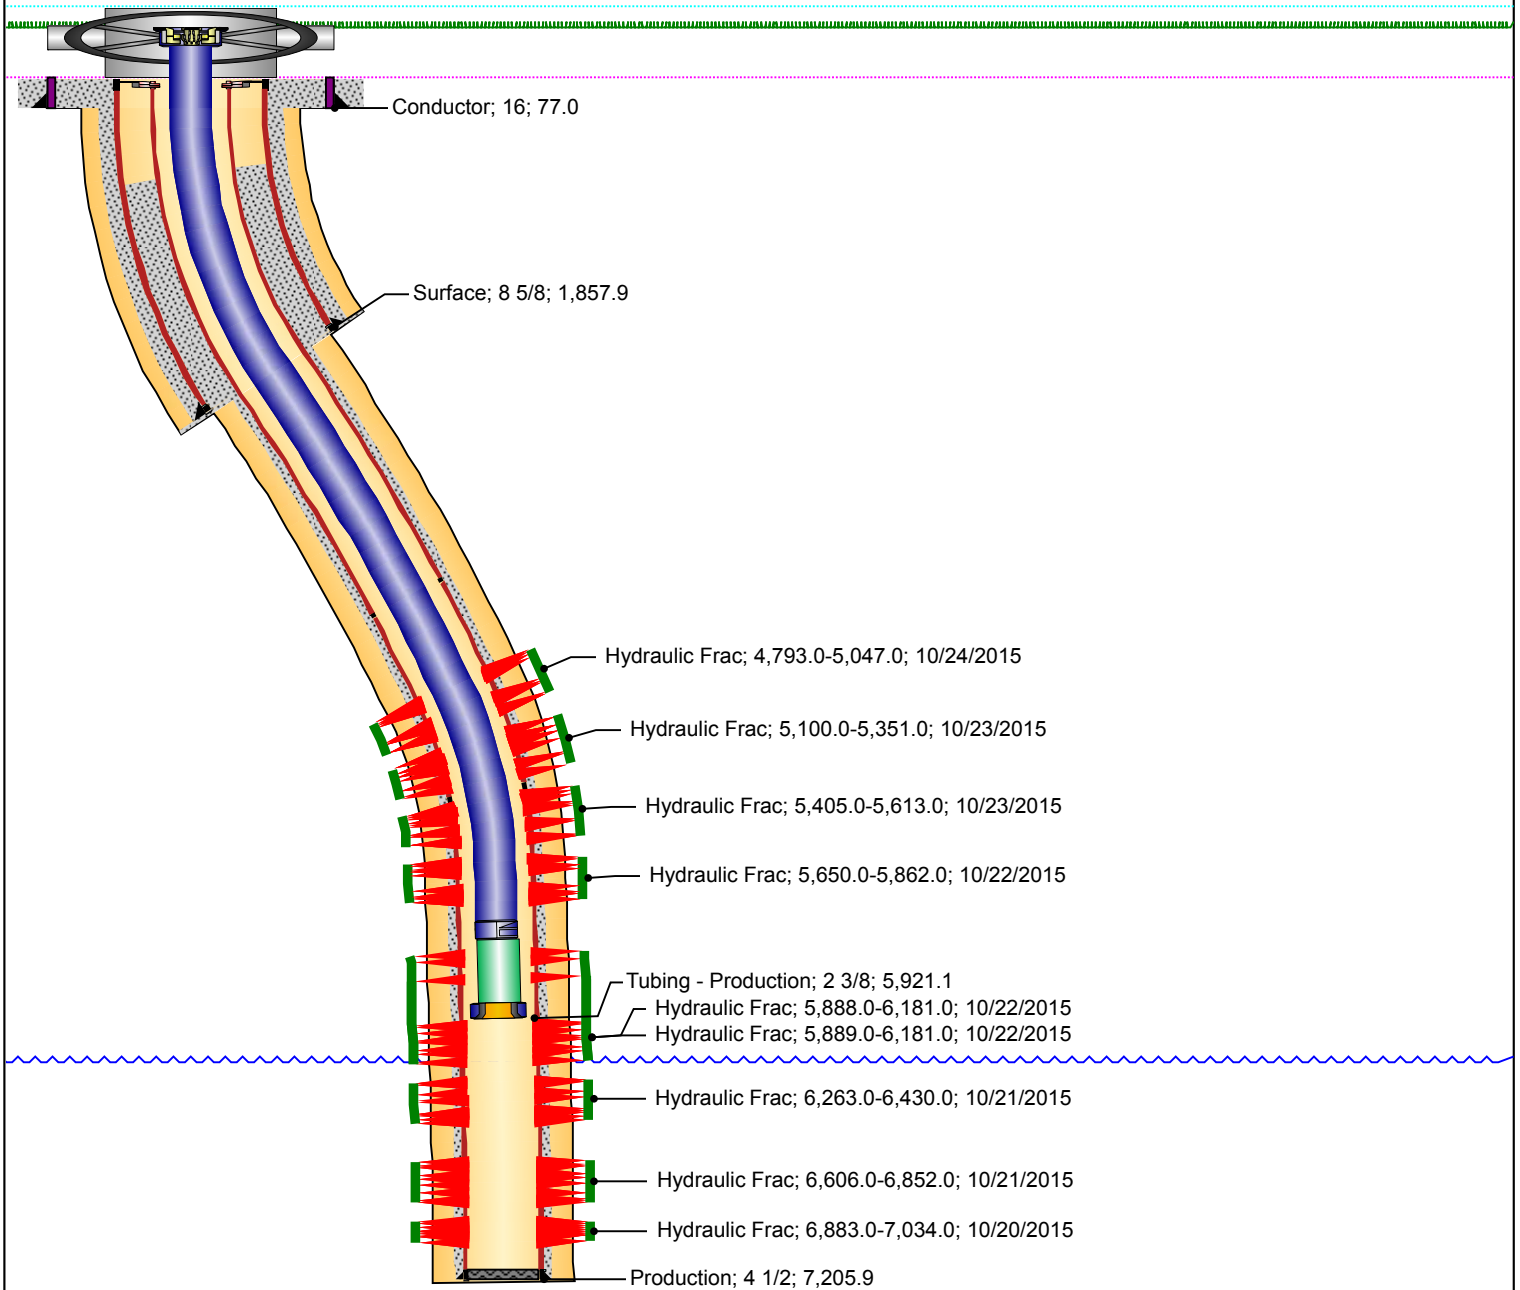 Conductor; 16; 77.0
Surface; 8 5/8; 1,857.9
Hydraulic Frac; 4,793.0-5,047.0; 10/24/2015
Hydraulic Frac; 5,100.0-5,351.0; 10/23/2015
Hydraulic Frac; 5,405.0-5,613.0; 10/23/2015
Hydraulic Frac; 5,650.0-5,862.0; 10/22/2015
Tubing - Production; 2 3/8; 5,921.1
Hydraulic Frac; 5,888.0-6,181.0; 10/22/2015
Hydraulic Frac; 5,889.0-6,181.0; 10/22/2015
Hydraulic Frac; 6,263.0-6,430.0; 10/21/2015
Hydraulic Frac; 6,606.0-6,852.0; 10/21/2015
Hydraulic Frac; 6,883.0-7,034.0; 10/20/2015
Production; 4 1/2; 7,205.9